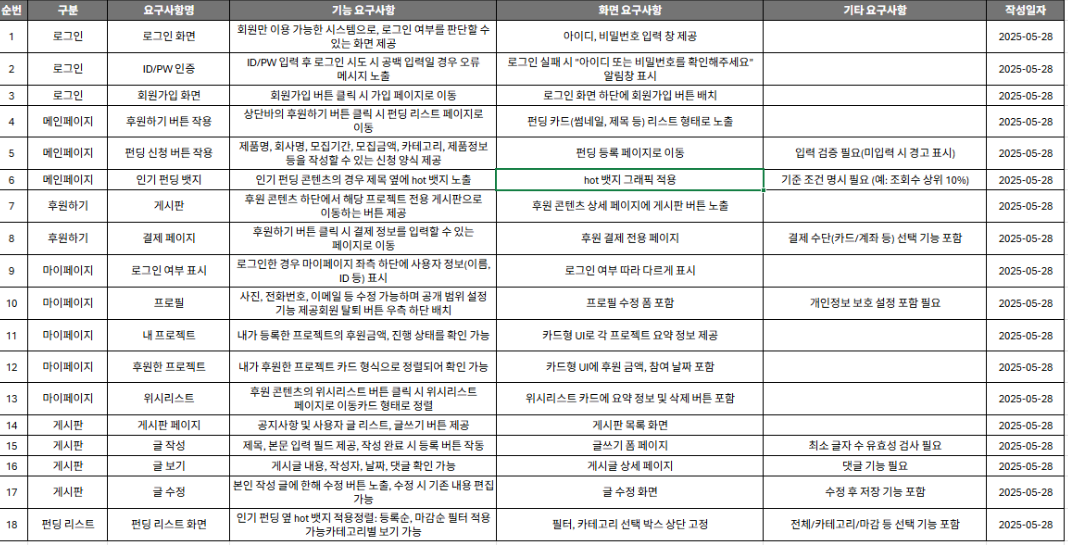 순번 구분 요구사항명 기능 요구사항 화면 요구사항 기타 요구사항 작성일자
1 로그인 로그인 화면 회원만 이용 가능한 시스템으로, 로그인 여부를 판단할 수 있는 화면 제공 아이디, 비밀번호 입력 창 제공 2025-05-28
2 로그인 ID/PW 인증 ID/PW 입력 후 로그인 시도 시 공백 입력일 경우 오류 메시지 노출 로그인 실패 시 "아이디 또는 비밀번호를 확인해주세요" 알림창 표시 2025-05-28
3 로그인 회원가입 화면 회원가입 버튼 클릭 시 가입 페이지로 이동 로그인 화면 하단에 회원가입 버튼 배치 2025-05-28
4 메인페이지 후원하기 버튼 작용 상단바의 후원하기 버튼 클릭 시 펀딩 리스트 페이지로 이동 펀딩 카드(썸네일, 제목 등) 리스트 형태로 노출 2025-05-28
5 메인페이지 펀딩 신청 버튼 작용 제품명, 회사명, 모집기간, 모집금액, 카테고리, 제품정보 등을 작성할 수 있는 신청 양식 제공 펀딩 등록 페이지로 이동 입력 검증 필요(미입력 시 경고 표시) 2025-05-28
6 메인페이지 인기 펀딩 뱃지 인기 펀딩 콘텐츠의 경우 제목 옆에 hot 뱃지 노출 hot 뱃지 그래픽 적용 기준 조건 명시 필요 (예: 조회수 상위 10%) 2025-05-28
7 후원하기 게시판 후원 콘텐츠 하단에서 해당 프로젝트 전용 게시판으로 이동하는 버튼 제공 후원 콘텐츠 상세 페이지에 게시판 버튼 노출 2025-05-28
8 후원하기 결제 페이지 후원하기 버튼 클릭 시 결제 정보를 입력할 수 있는 페이지로 이동 후원 결제 전용 페이지 결제 수단(카드/계좌 등) 선택 기능 포함 2025-05-28
9 마이페이지 로그인 여부 표시 로그인한 경우 마이페이지 좌측 하단에 사용자 정보(이름, ID 등) 표시 로그인 여부 따라 다르게 표시 2025-05-28
10 마이페이지 프로필 사진, 전화번호, 이메일 등 수정 가능하며 공개 범위 설정 기능 제공회원 탈퇴 버튼 우측 하단 배치 프로필 수정 폼 포함 개인정보 보호 설정 포함 필요 2025-05-28
11 마이페이지 내 프로젝트 내가 등록한 프로젝트의 후원금액, 진행 상태를 확인 가능 카드형 UI로 각 프로젝트 요약 정보 제공 2025-05-28
12 마이페이지 후원한 프로젝트 내가 후원한 프로젝트 카드 형식으로 정렬되어 확인 가능 카드형 UI에 후원 금액, 참여 날짜 포함 2025-05-28
13 마이페이지 위시리스트 후원 콘텐츠의 위시리스트 버튼 클릭 시 위시리스트 페이지로 이동카드 형태로 정렬 위시리스트 카드에 요약 정보 및 삭제 버튼 포함 2025-05-28
14 게시판 게시판 페이지 공지사항 및 사용자 글 리스트, 글쓰기 버튼 제공 게시판 목록 화면 2025-05-28
15 게시판 글 작성 제목, 본문 입력 필드 제공, 작성 완료 시 등록 버튼 작동 글쓰기 폼 페이지 최소 글자 수 유효성 검사 필요 2025-05-28
16 게시판 글 보기 게시글 내용, 작성자, 날짜, 댓글 확인 가능 게시글 상세 페이지 댓글 기능 필요 2025-05-28
17 게시판 글 수정 본인 작성 글에 한해 수정 버튼 노출, 수정 시 기존 내용 편집 가능 글 수정 화면 수정 후 저장 기능 포함 2025-05-28
18 펀딩 리스트 펀딩 리스트 화면 인기 펀딩 옆 hot 뱃지 적용정렬: 등록순, 마감순 필터 적용 가능카테고리별 보기 가능 필터, 카테고리 선택 박스 상단 고정 전체/카테고리/마감 등 선택 기능 포함 2025-05-28